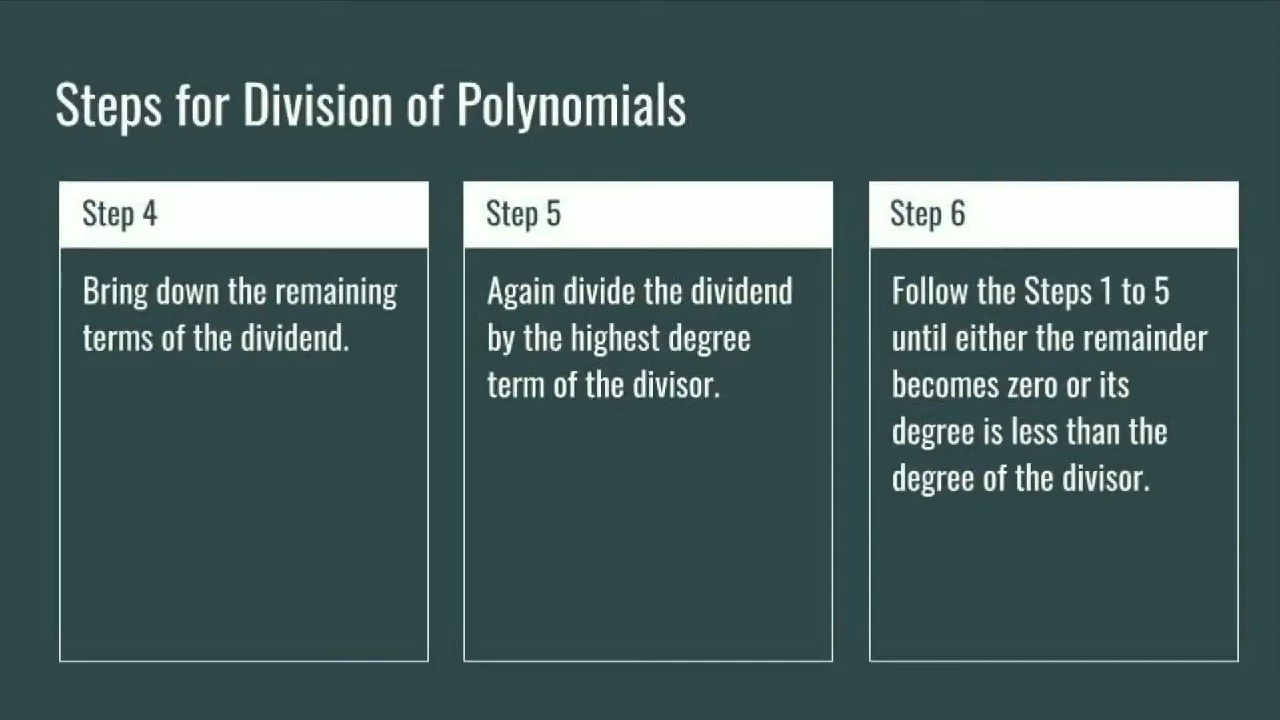 Steps for Division of Polynomials
Step 4
Bring down the remaining
terms of the dividend.
Step 5
Again divide the dividend
by the highest degree
term of the divisor.
Step 6
Follow the Steps 1 to 5
until either the remainder
becomes zero or its
degree is less than the
degree of the divisor.